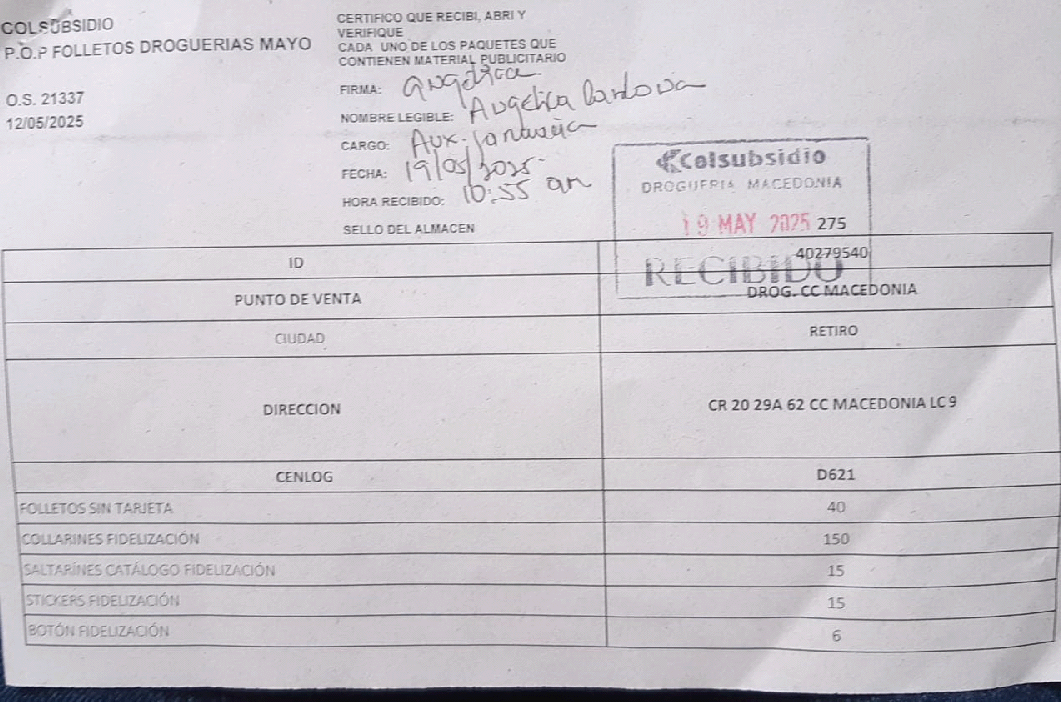 COLSUBSIDIO
P.O.P FOLLETOS DROGUERIAS MAYO
O.S. 21337
12/05/2025
CERTIFICO QUE RECIBI, ABRI Y
VERIFIQUE
CADA UNO DE LOS PAQUETES QUE
CONTIENEN MATERIAL PUBLICITARIO
FIRMA: Angelica
NOMBRE LEGIBLE: Angelica
CARGO: Aux.
FECHA: 19/05/2025
HORA RECIBIDO: 10:55 am
SELLO DEL ALMACEN
Colsubsidio
DROGUERIA MACEDONIA
19 MAY 2025
RECIBIDO
275
ID 40279540
PUNTO DE VENTA DROG. CC MACEDONIA
CIUDAD RETIRO
DIRECCION CR 20 29A 62 CC MACEDONIA LC 9
CENLOG D621
FOLLETOS SIN TARJETA 40
COLLARINES FIDELIZACIÓN 150
SALTARINES CATÁLOGO FIDELIZACIÓN 15
STICKERS FIDELIZACIÓN 15
BOTÓN FIDELIZACIÓN 6